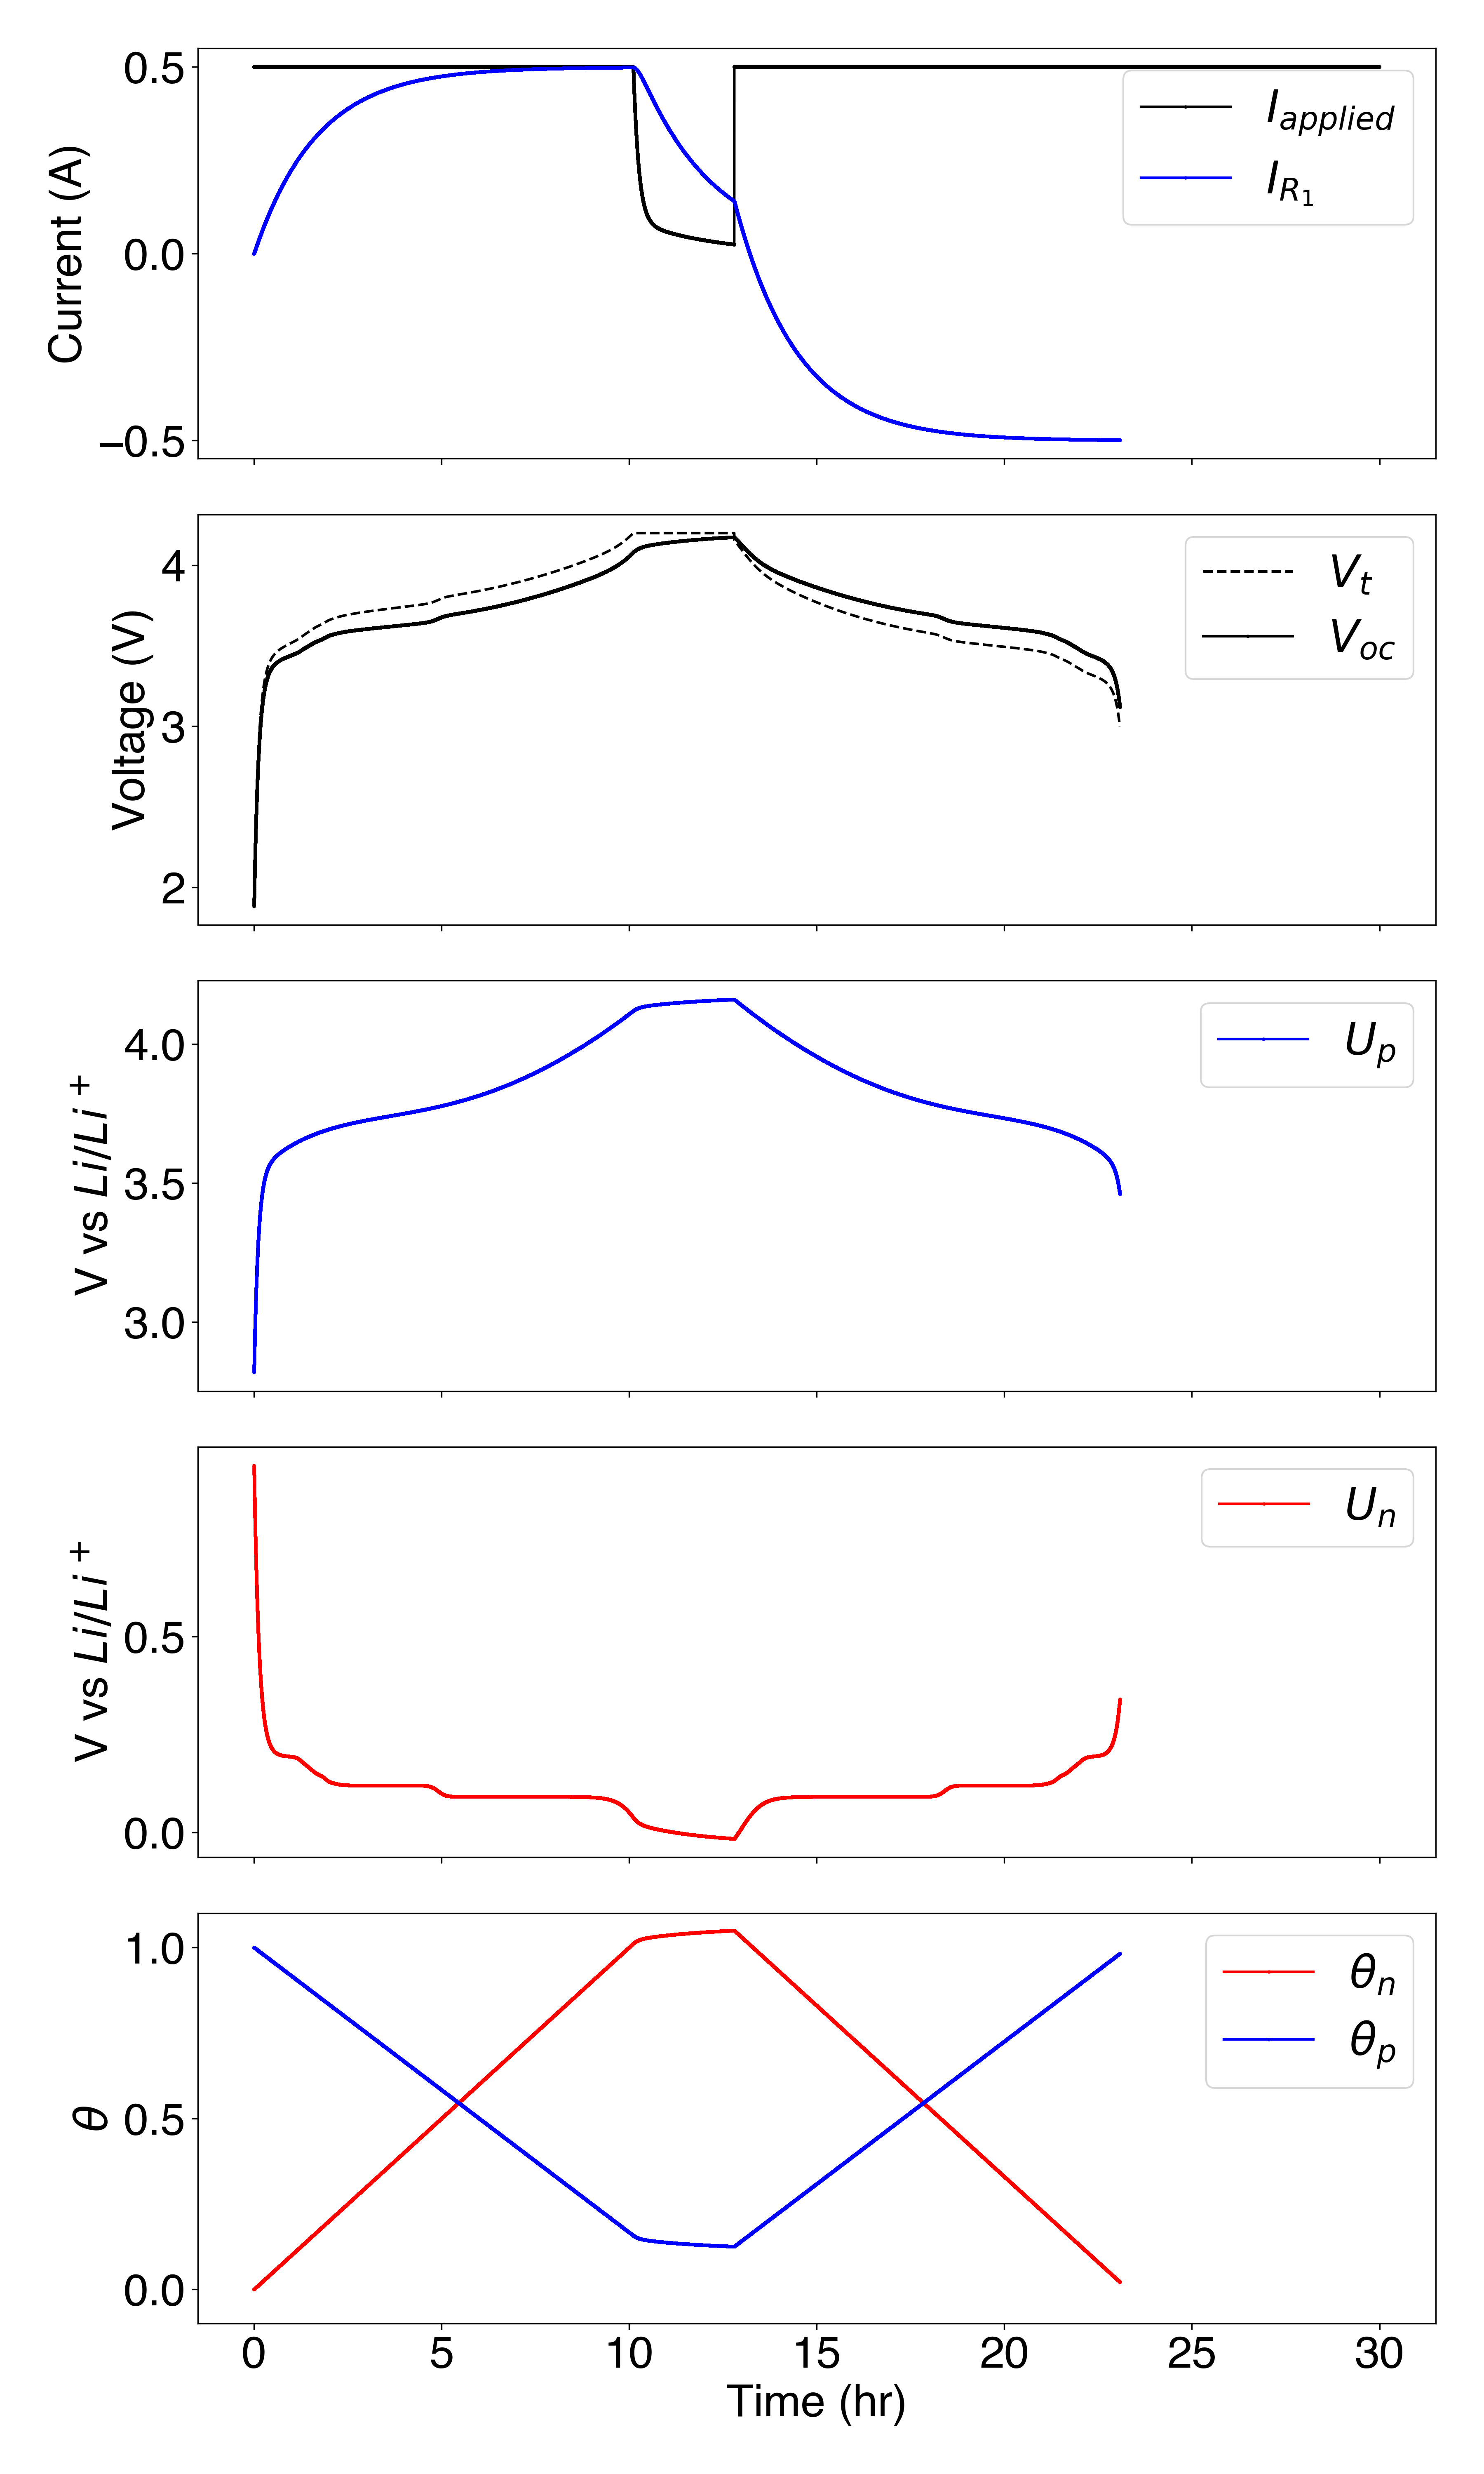 Current (A)
0.5
0.0
−0.5
I_applied
I_R₁
Voltage (V)
4
3
2
V_t
V_oc
V vs Li/Li⁺
4.0
3.5
3.0
U_p
V vs Li/Li⁺
0.5
0.0
U_n
θ
1.0
0.5
0.0
θ_n
θ_p
0 5 10 15 20 25 30
Time (hr)